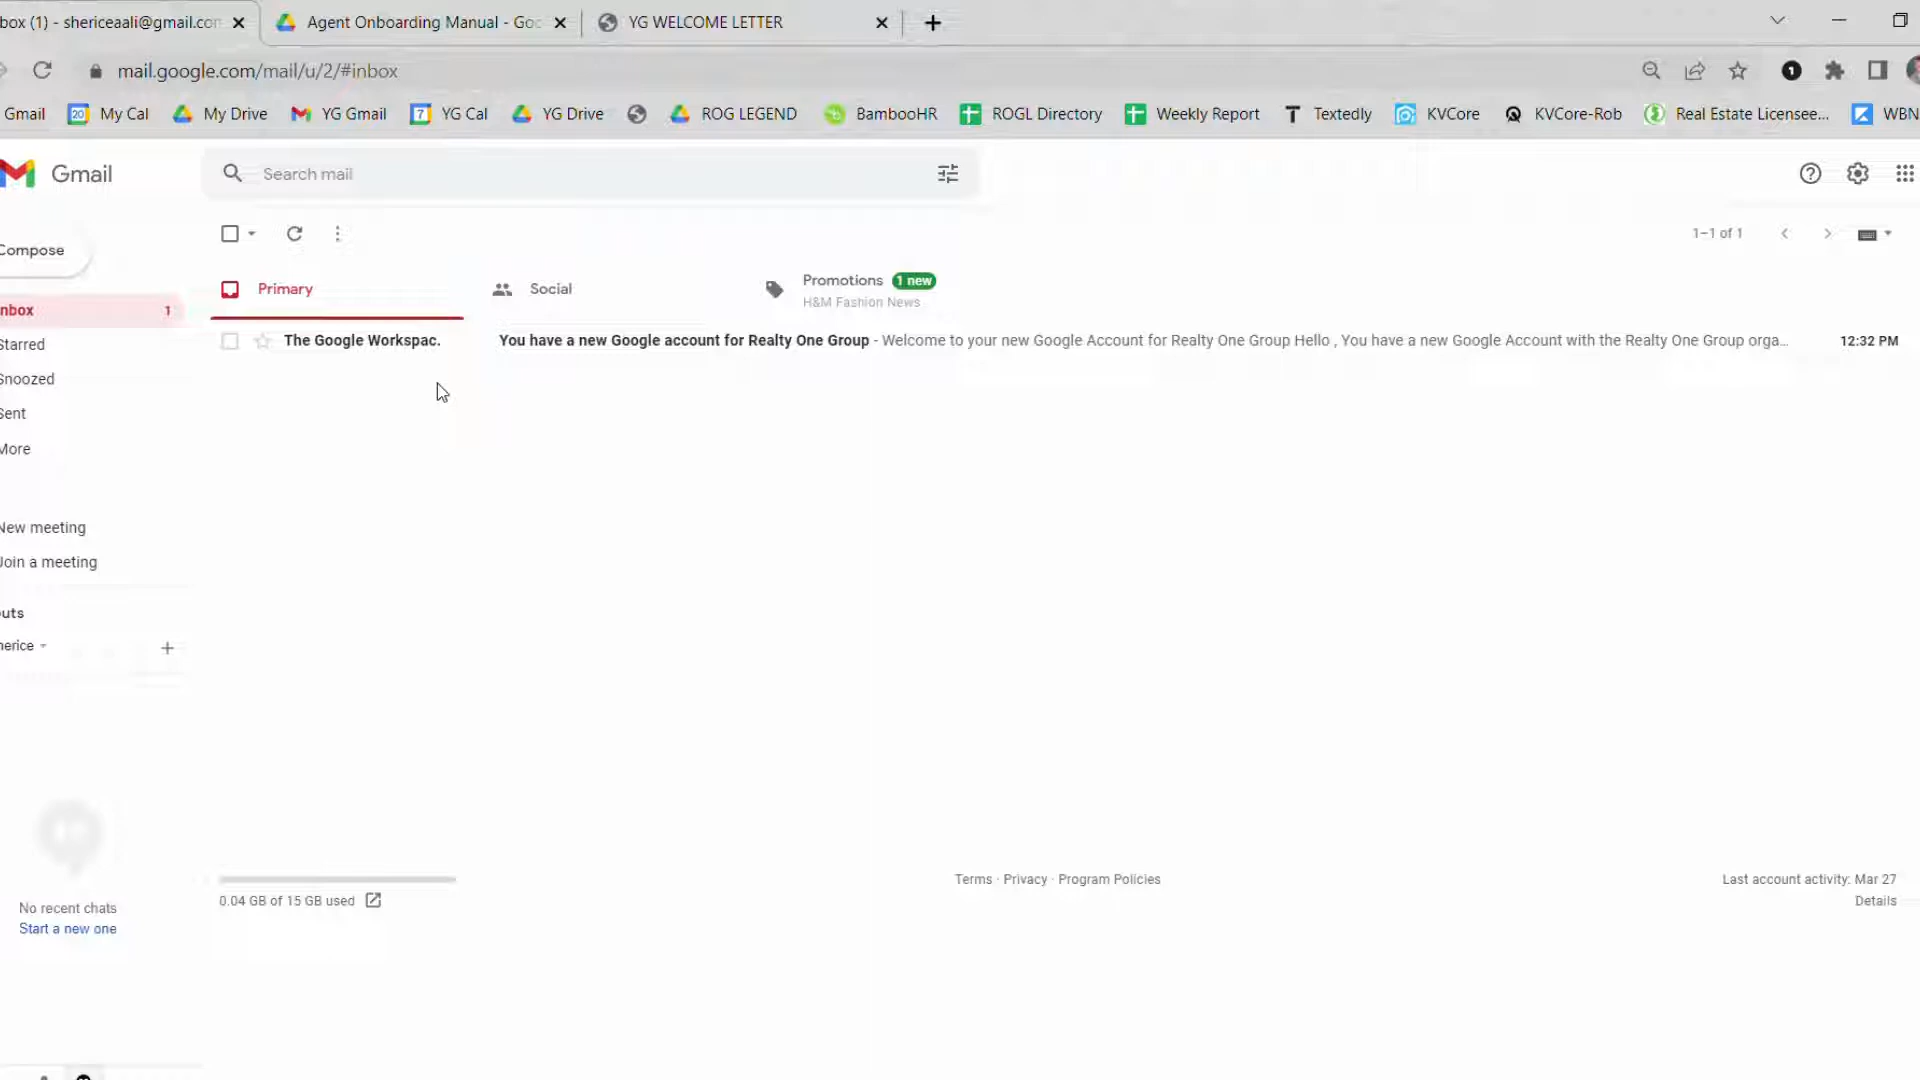 box (1) - shericeaali@gmail.con
Agent Onboarding Manual - Goo
YG WELCOME LETTER
mail.google.com/mail/u/2/#inbox
Gmail
My Cal
My Drive
YG Gmail
YG Cal
YG Drive
ROG LEGEND
BambooHR
ROGL Directory
Weekly Report
Textedly
KVCore
KVCore-Rob
Real Estate Licensee...
WBN
Gmail
Search mail
Compose
1–1 of 1
nbox
1
Primary
Social
Promotions 1 new
H&M Fashion News
The Google Workspac.
You have a new Google account for Realty One Group - Welcome to your new Google Account for Realty One Group Hello , You have a new Google Account with the Realty One Group orga...
12:32 PM
Starred
Snoozed
Sent
More
New meeting
Join a meeting
outs
herice
0.04 GB of 15 GB used
Terms · Privacy · Program Policies
Last account activity: Mar 27
Details
No recent chats
Start a new one